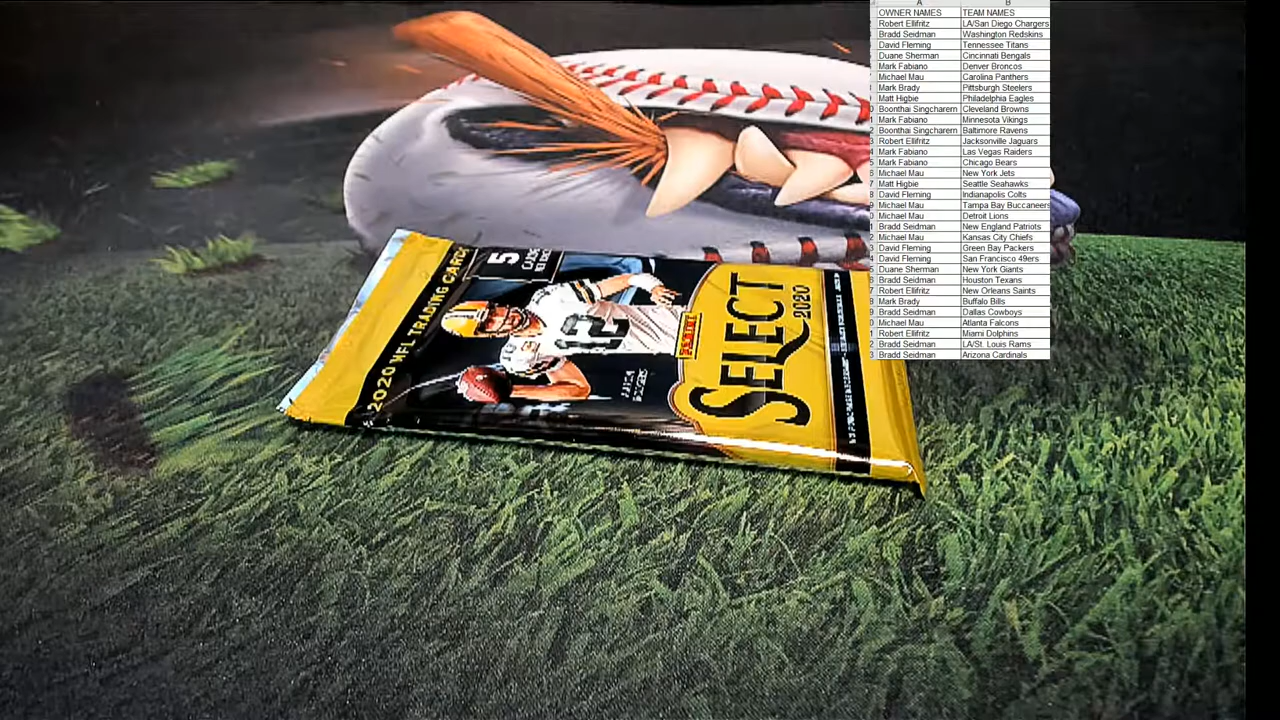 A B
OWNER NAMES TEAM NAMES
Robert Ellifritz LA/San Diego Chargers
Bradd Seidman Washington Redskins
David Fleming Tennessee Titans
Duane Sherman Cincinnati Bengals
Mark Fabiano Denver Broncos
Michael Mau Carolina Panthers
Mark Brady Pittsburgh Steelers
Matt Higbie Philadelphia Eagles
Boonthai Singcharern Cleveland Browns
Mark Fabiano Minnesota Vikings
Boonthai Singcharern Baltimore Ravens
Robert Ellifritz Jacksonville Jaguars
Mark Fabiano Las Vegas Raiders
Mark Fabiano Chicago Bears
Michael Mau New York Jets
Matt Higbie Seattle Seahawks
David Fleming Indianapolis Colts
Michael Mau Tampa Bay Buccaneers
Michael Mau Detroit Lions
Bradd Seidman New England Patriots
Michael Mau Kansas City Chiefs
David Fleming Green Bay Packers
David Fleming San Francisco 49ers
Duane Sherman New York Giants
Bradd Seidman Houston Texans
Robert Ellifritz New Orleans Saints
Mark Brady Buffalo Bills
Bradd Seidman Dallas Cowboys
Michael Mau Atlanta Falcons
Robert Ellifritz Miami Dolphins
Bradd Seidman LA/St. Louis Rams
Bradd Seidman Arizona Cardinals
2020 NFL TRADING CARDS
5
CARDS
PER PACK
12
AARON
RODGERS
PANINI
SELECT
2020